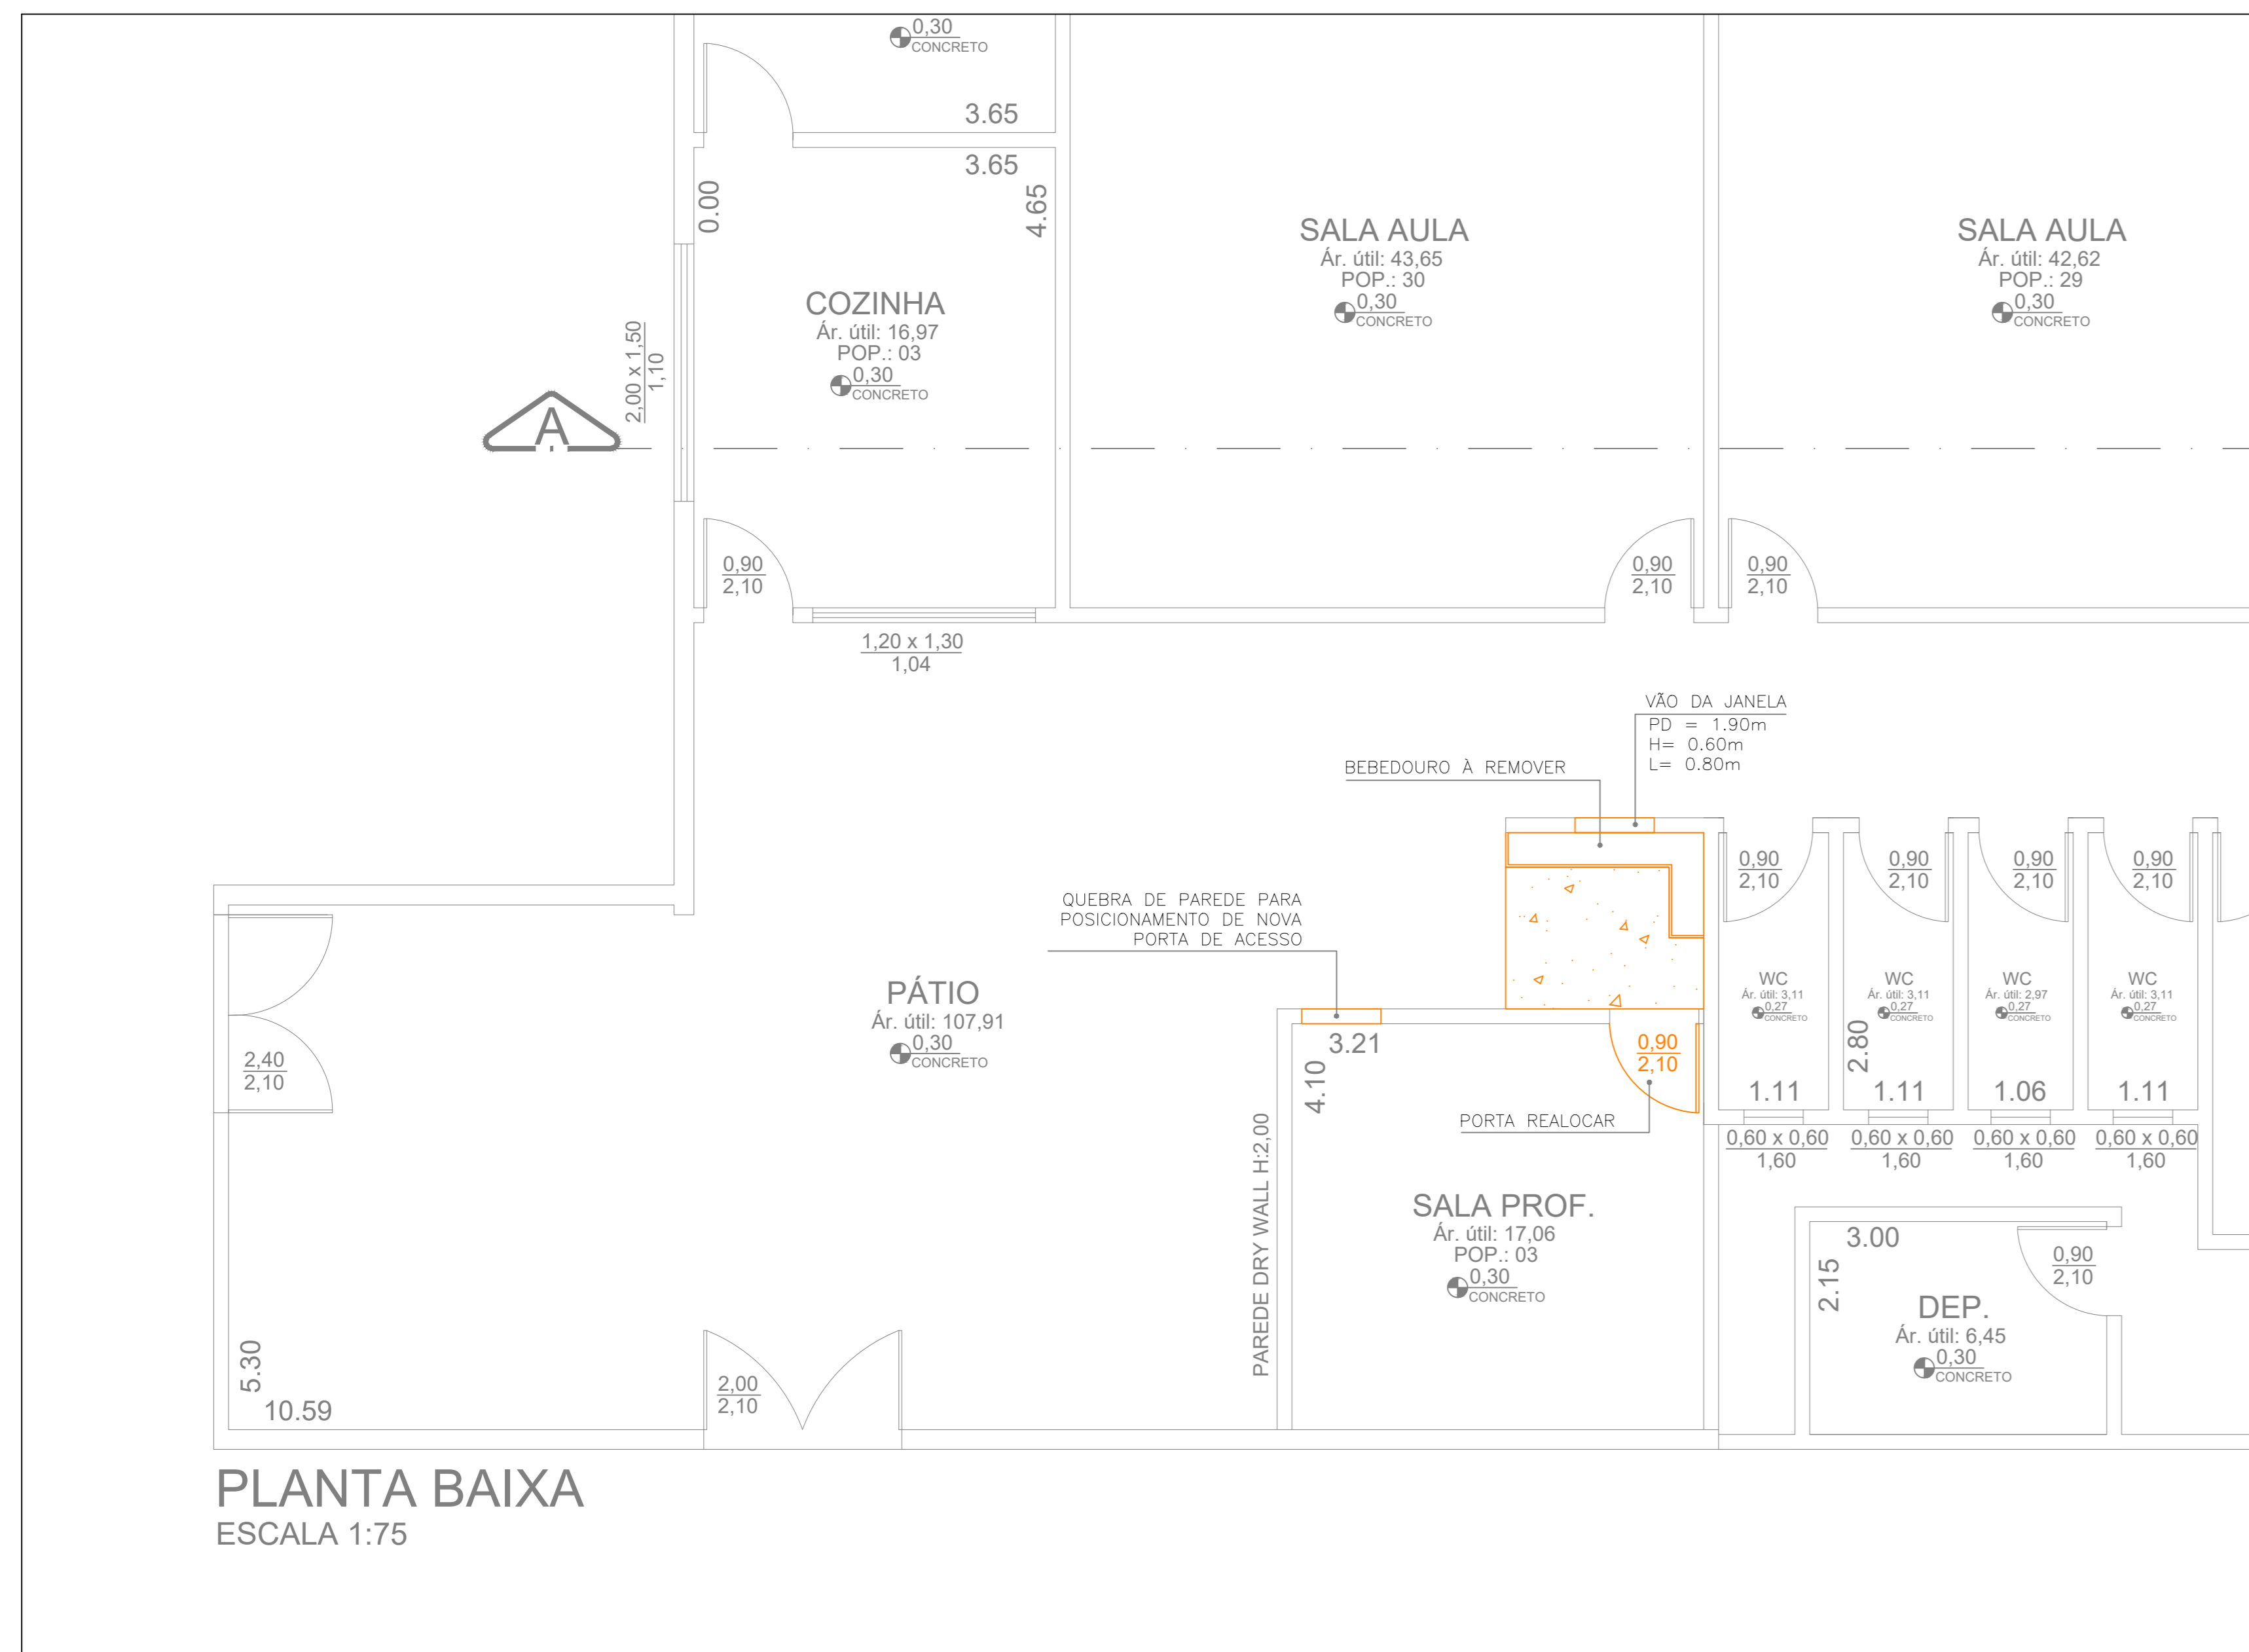 0,30
CONCRETO
3.65
3.65
4.65
0.00
COZINHA
Ár. útil: 16,97
POP.: 03
0,30
CONCRETO
2,00 x 1,50
1,10
A
SALA AULA
Ár. útil: 43,65
POP.: 30
0,30
CONCRETO
SALA AULA
Ár. útil: 42,62
POP.: 29
0,30
CONCRETO
0,90
2,10
0,90
2,10
0,90
2,10
1,20 x 1,30
1,04
VÃO DA JANELA
PD = 1.90m
H= 0.60m
L= 0.80m
BEBEDOURO À REMOVER
QUEBRA DE PAREDE PARA
POSICIONAMENTO DE NOVA
PORTA DE ACESSO
0,90
2,10
0,90
2,10
0,90
2,10
0,90
2,10
PÁTIO
Ár. útil: 107,91
0,30
CONCRETO
2,40
2,10
3.21
4.10
0,90
2,10
PORTA REALOCAR
WC
Ár. útil: 3,11
0,27
CONCRETO
1.11
WC
Ár. útil: 3,11
0,27
CONCRETO
2.80
1.11
WC
Ár. útil: 2,97
0,27
CONCRETO
1.06
WC
Ár. útil: 3,11
0,27
CONCRETO
1.11
0,60 x 0,60
1,60
0,60 x 0,60
1,60
0,60 x 0,60
1,60
0,60 x 0,60
1,60
PAREDE DRY WALL H:2,00
SALA PROF.
Ár. útil: 17,06
POP.: 03
0,30
CONCRETO
3.00
2.15
0,90
2,10
DEP.
Ár. útil: 6,45
0,30
CONCRETO
5.30
10.59
2,00
2,10
PLANTA BAIXA
ESCALA 1:75